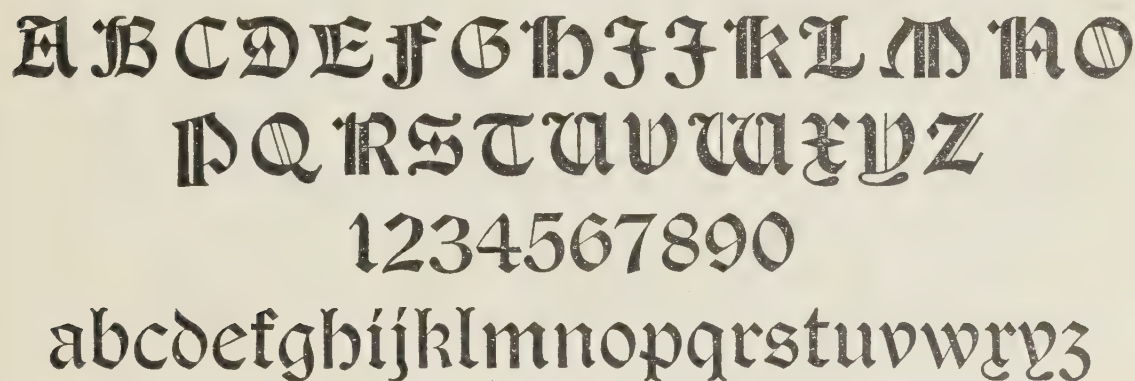 ABCDEFGHIJKLMNO
PQRSTUVWXYZ
1234567890
abcdefghijklmnopqrstuvwxyz